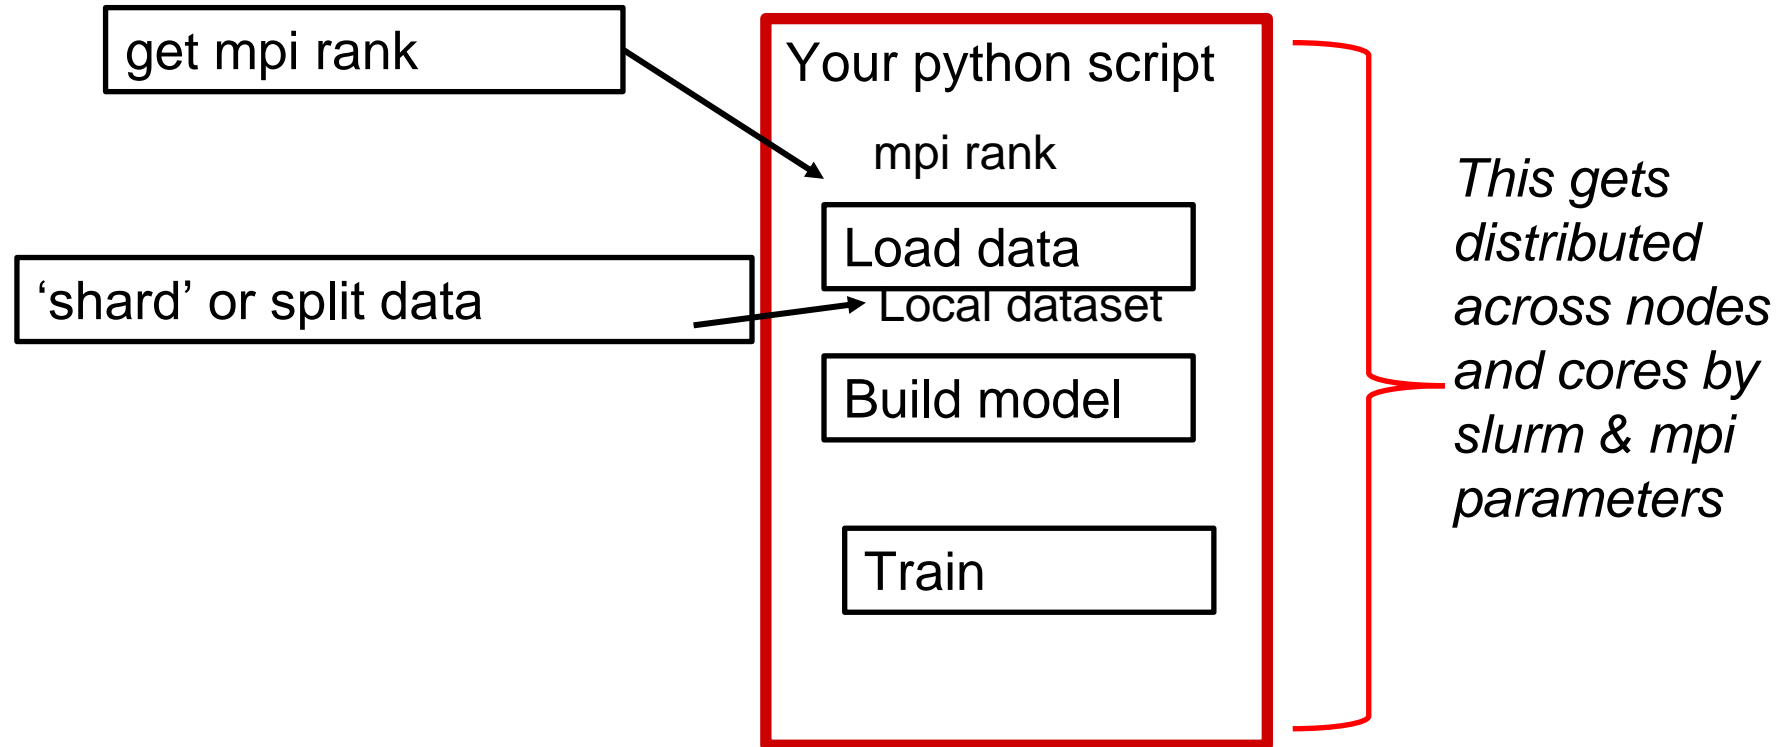 get mpi rank
Your python script
mpi rank
Load data
‘shard’ or split data
Local dataset
Build model
Train
This gets
distributed
across nodes
and cores by
slurm & mpi
parameters